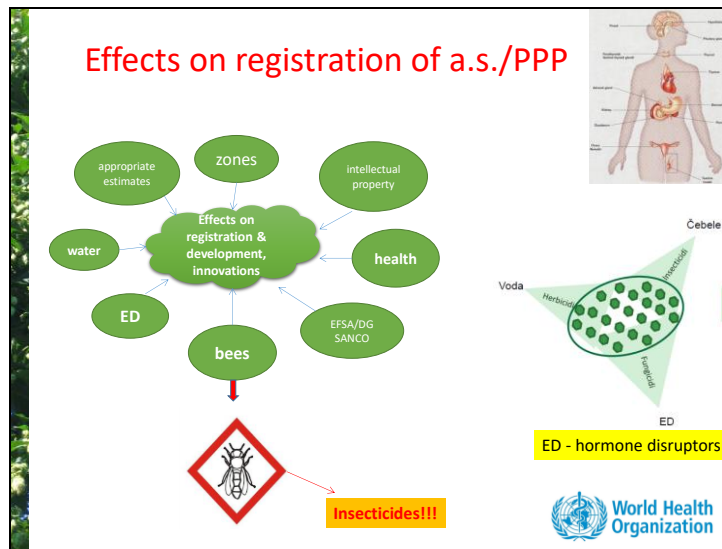 Effects on registration of a.s./PPP
appropriate
estimates
zones
intellectual
property
Effects on
registration &
development,
innovations
water
health
ED
EFSA/DG
SANCO
bees
Insecticides!!!
Čebele
Insecticidi
Voda
Herbicidi
Fungicidi
ED
ED - hormone disruptors
World Health
Organization